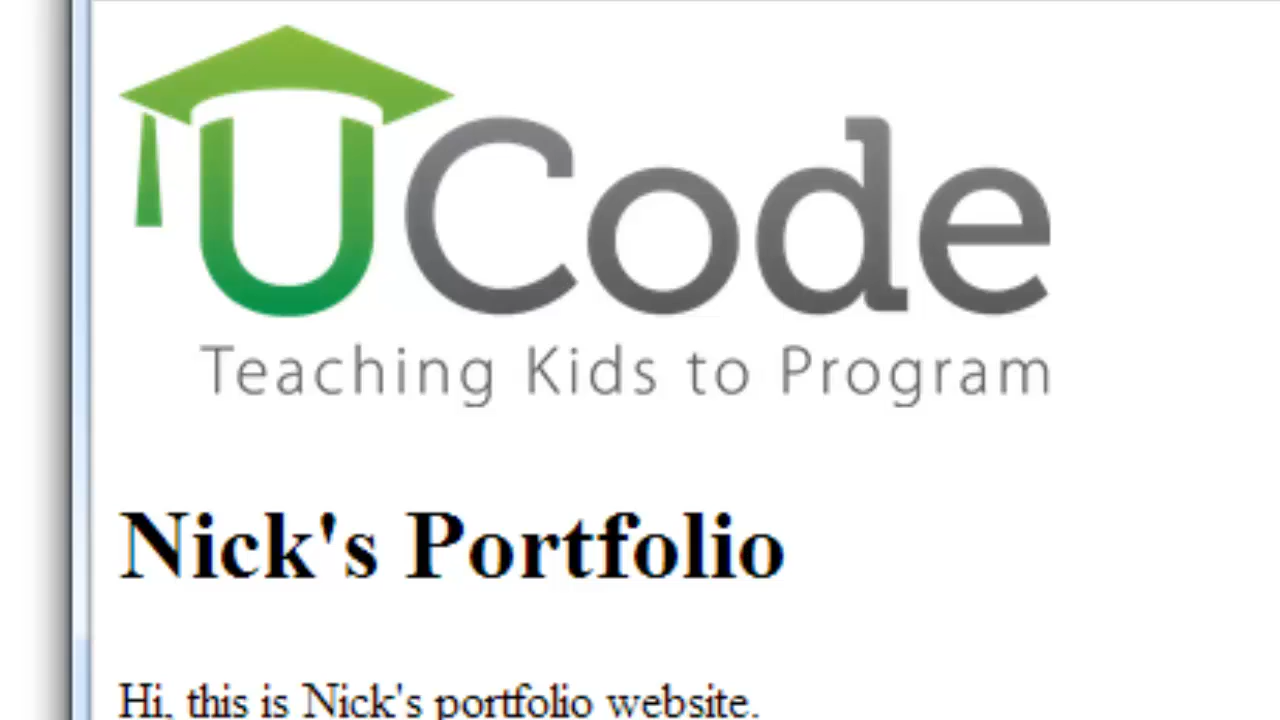 UCode
Teaching Kids to Program
Nick's Portfolio
Hi, this is Nick's portfolio website.